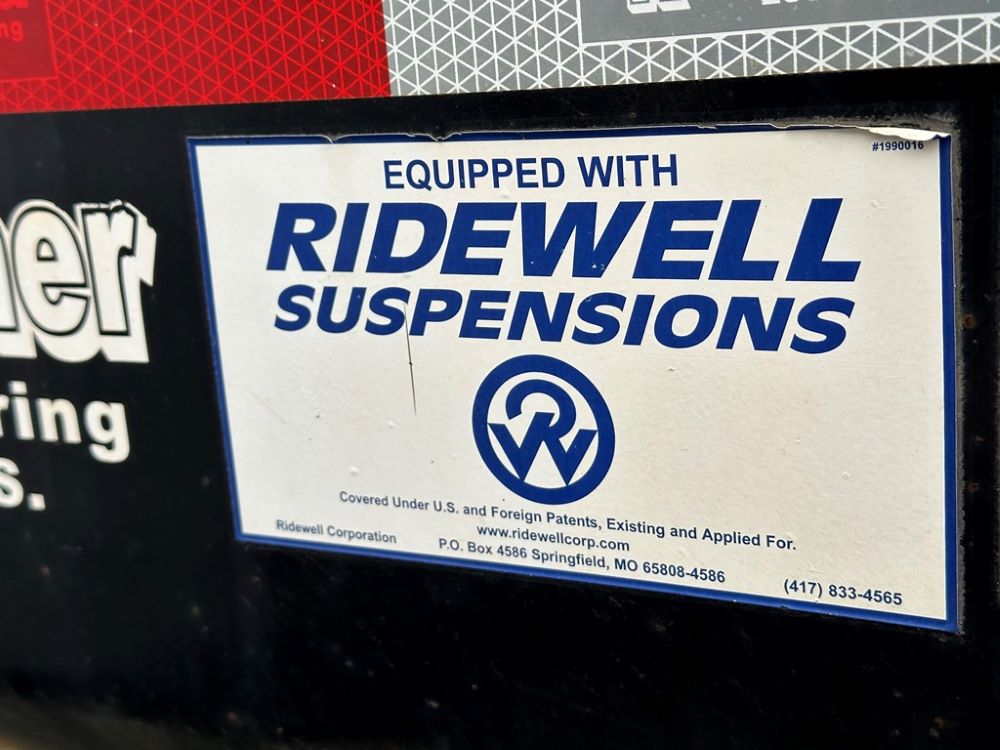 #1990016
EQUIPPED WITH
RIDEWELL
SUSPENSIONS
RW
Covered Under U.S. and Foreign Patents, Existing and Applied For.
www.ridewellcorp.com
Ridewell Corporation
P.O. Box 4586 Springfield, MO 65808-4586
(417) 833-4565